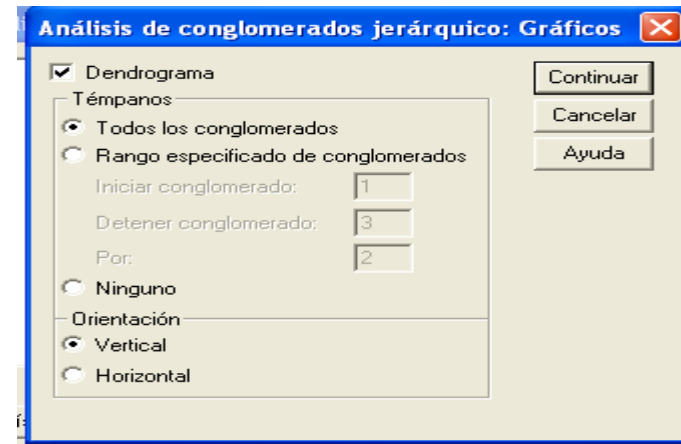 Análisis de conglomerados jerárquico: Gráficos
Dendrograma
Continuar
Témpanos
Cancelar
Todos los conglomerados
Rango especificado de conglomerados
Ayuda
Iniciar conglomerado: 1
Detener conglomerado: 3
Por: 2
Ninguno
Orientación
Vertical
Horizontal